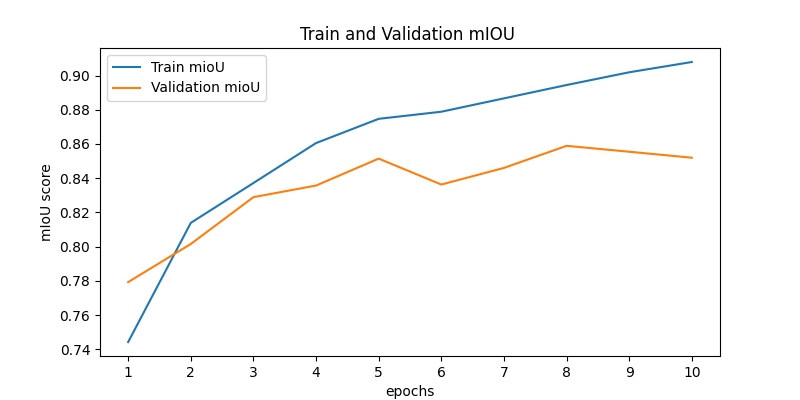 Train and Validation mIOU
Train mioU
Validation mioU
0.90
0.88
0.86
0.84
0.82
0.80
0.78
0.76
0.74
mIoU score
1 2 3 4 5 6 7 8 9 10
epochs